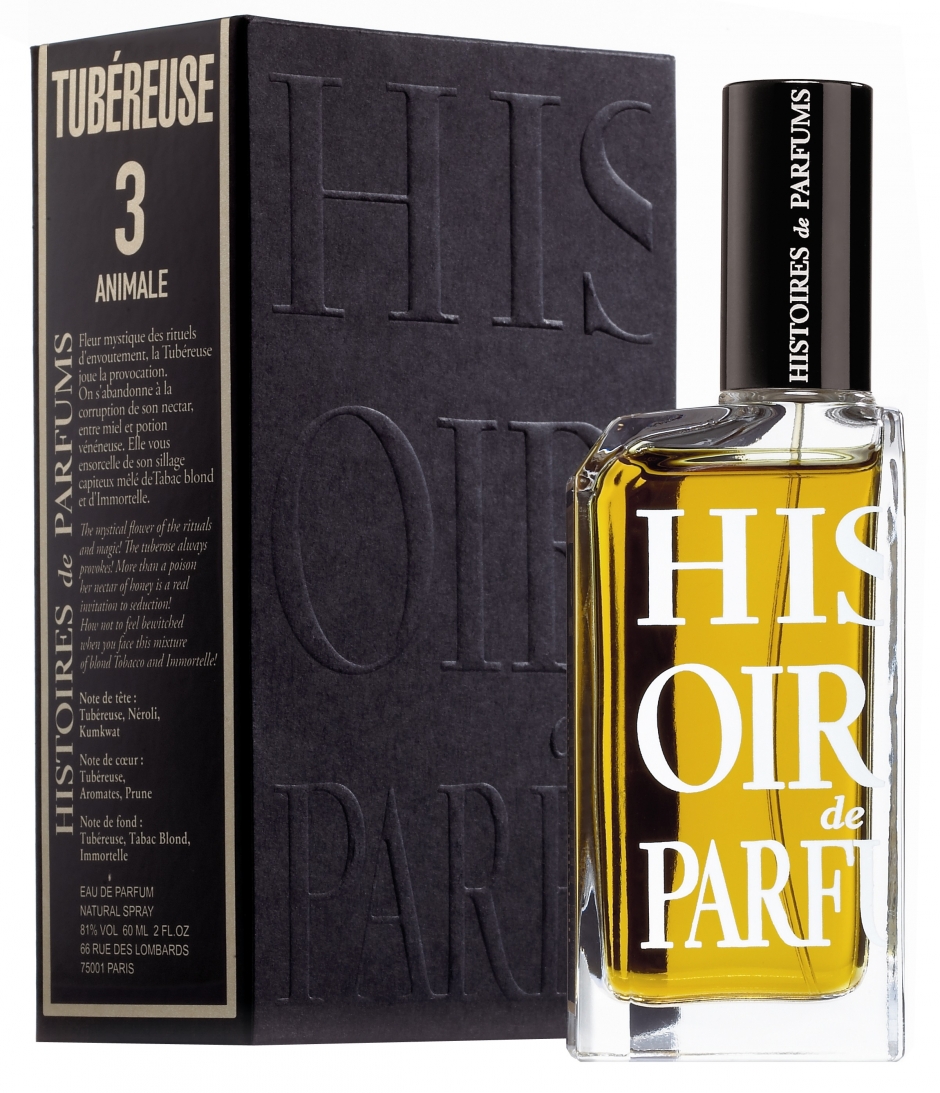 TUBÉREUSE
3
ANIMALE
HISTOIRES de PARFUMS
Fleur mystique des rituels
d'envoutement, la Tubéreuse
joue la provocation.
On s'abandonne à la
corruption de son nectar,
entre miel et potion
vénéneuse. Elle vous
ensorcelle de son sillage
capiteux mêlé de Tabac blond
et d'Immortelle.
The mystical flower of the rituals
and magic! The tuberose always
provokes! More than a poison
her nectar of honey is a real
invitation to seduction!
How not to feel bewitched
when you face this mixture
of blond Tobacco and Immortelle!
Note de tête :
Tubéreuse, Néroli,
Kumkwat
Note de cœur :
Tubéreuse,
Aromates, Prune
Note de fond :
Tubéreuse, Tabac Blond,
Immortelle
EAU DE PARFUM
NATURAL SPRAY
81% VOL 60 ML 2 FL.OZ
66 RUE DES LOMBARDS
75001 PARIS
HIS
OIR
PARF
HISTOIRES de PARFUMS
HIS
OIR
de
PARFU